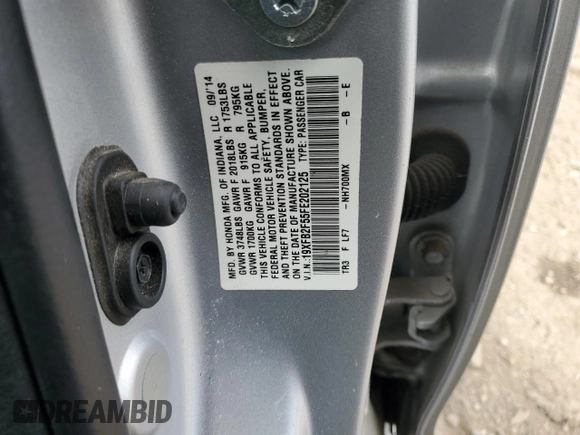 MFD. BY HONDA MFG. OF INDIANA, LLC 09/'14
GVWR 3748LBS GAWR F 2018LBS R 1753LBS
GVWR 1700KG GAWR F 915KG R 795KG
THIS VEHICLE CONFORMS TO ALL APPLICABLE
FEDERAL MOTOR VEHICLE SAFETY, BUMPER,
AND THEFT PREVENTION STANDARDS IN EFFECT
ON THE DATE OF MANUFACTURE SHOWN ABOVE.
V.I.N.:19XFB2F55FE202125 TYPE: PASSENGER CAR
TR3 F LF7 -NH700MX -B -E
DREAMBID